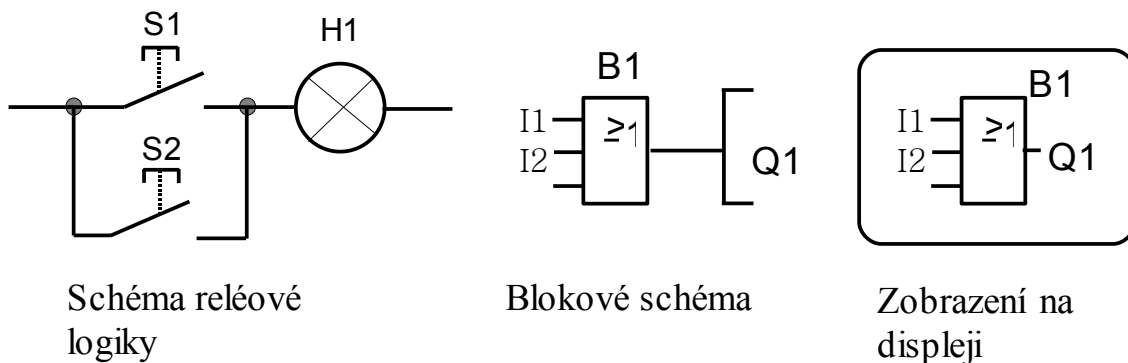 S1
H1
S2
B1
I1
I2
≥1
Q1
B1
I1
I2
≥1
Q1
Schéma reléové
logiky
Blokové schéma
Zobrazení na
displeji